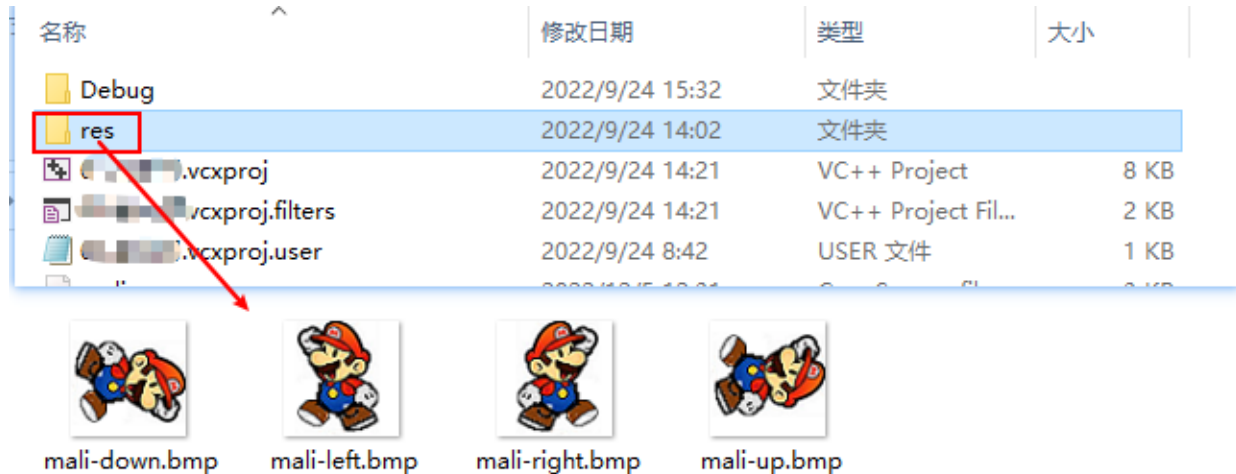 名称 修改日期 类型 大小
Debug 2022/9/24 15:32 文件夹
res 2022/9/24 14:02 文件夹
.vcxproj 2022/9/24 14:21 VC++ Project 8 KB
vcxproj.filters 2022/9/24 14:21 VC++ Project Fil... 2 KB
.vcxproj.user 2022/9/24 8:42 USER 文件 1 KB
mali-down.bmp mali-left.bmp mali-right.bmp mali-up.bmp